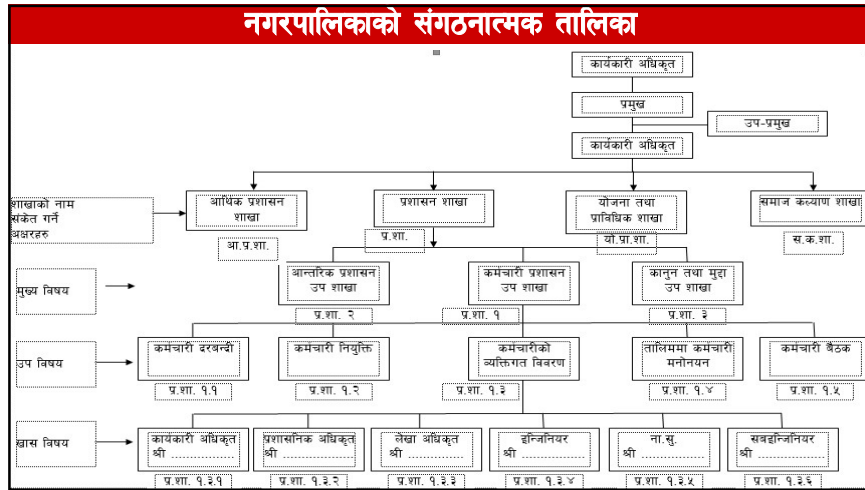 नगरपालिकाको संगठनात्मक तालिका
कार्यकारी अधिकृत
प्रमुख
उप-प्रमुख
कार्यकारी अधिकृत
शाखाको नाम
संकेत गर्ने
अक्षरहरु
आर्थिक प्रशासन
शाखा
प्रशासन शाखा
योजना तथा
प्राविधिक शाखा
समाज कल्याण शाखा
आ.प्र.शा.
प्र.शा.
यो.प्रा.शा.
स.क.शा.
मुख्य विषय
आन्तरिक प्रशासन
उप शाखा
कर्मचारी प्रशासन
उप शाखा
कानुन तथा मुद्दा
उप शाखा
प्र.शा. २
प्र.शा. १
प्र.शा. ३
उप विषय
कर्मचारी दरबन्दी
कर्मचारी नियुक्ति
कर्मचारीको
व्यक्तिगत विवरण
तालिममा कर्मचारी
मनोनयन
कर्मचारी बैठक
प्र.शा. १.१
प्र.शा. १.२
प्र.शा. १.३
प्र.शा. १.४
प्र.शा. १.५
खास विषय
कार्यकारी अधिकृत
श्री ..............
प्रशासनिक अधिकृत
श्री ..............
लेखा अधिकृत
श्री ..............
इन्जिनियर
श्री ..............
ना.सु.
श्री ..............
सबइन्जिनियर
श्री ..............
प्र.शा. १.३.१
प्र.शा. १.३.२
प्र.शा. १.३.३
प्र.शा. १.३.४
प्र.शा. १.३.५
प्र.शा. १.३.६